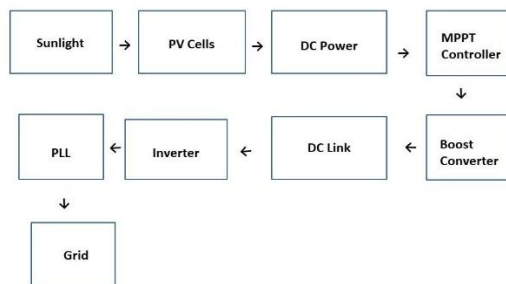 Sunlight
PV Cells
DC Power
MPPT
Controller
Boost
Converter
DC Link
Inverter
PLL
Grid